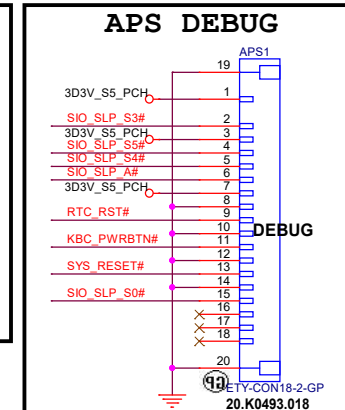 APS DEBUG
APS1
19
3D3V_S5_PCH 1
SIO_SLP_S3# 2
3D3V_S5_PCH 3
SIO_SLP_S5# 4
SIO_SLP_S4# 5
SIO_SLP_A# 6
3D3V_S5_PCH 7
8
RTC_RST# 9
10 DEBUG
KBC_PWRBTN# 11
12
SYS_RESET# 13
14
SIO_SLP_S0# 15
16
17
18
20
ETY-CON18-2-GP
20.K0493.018